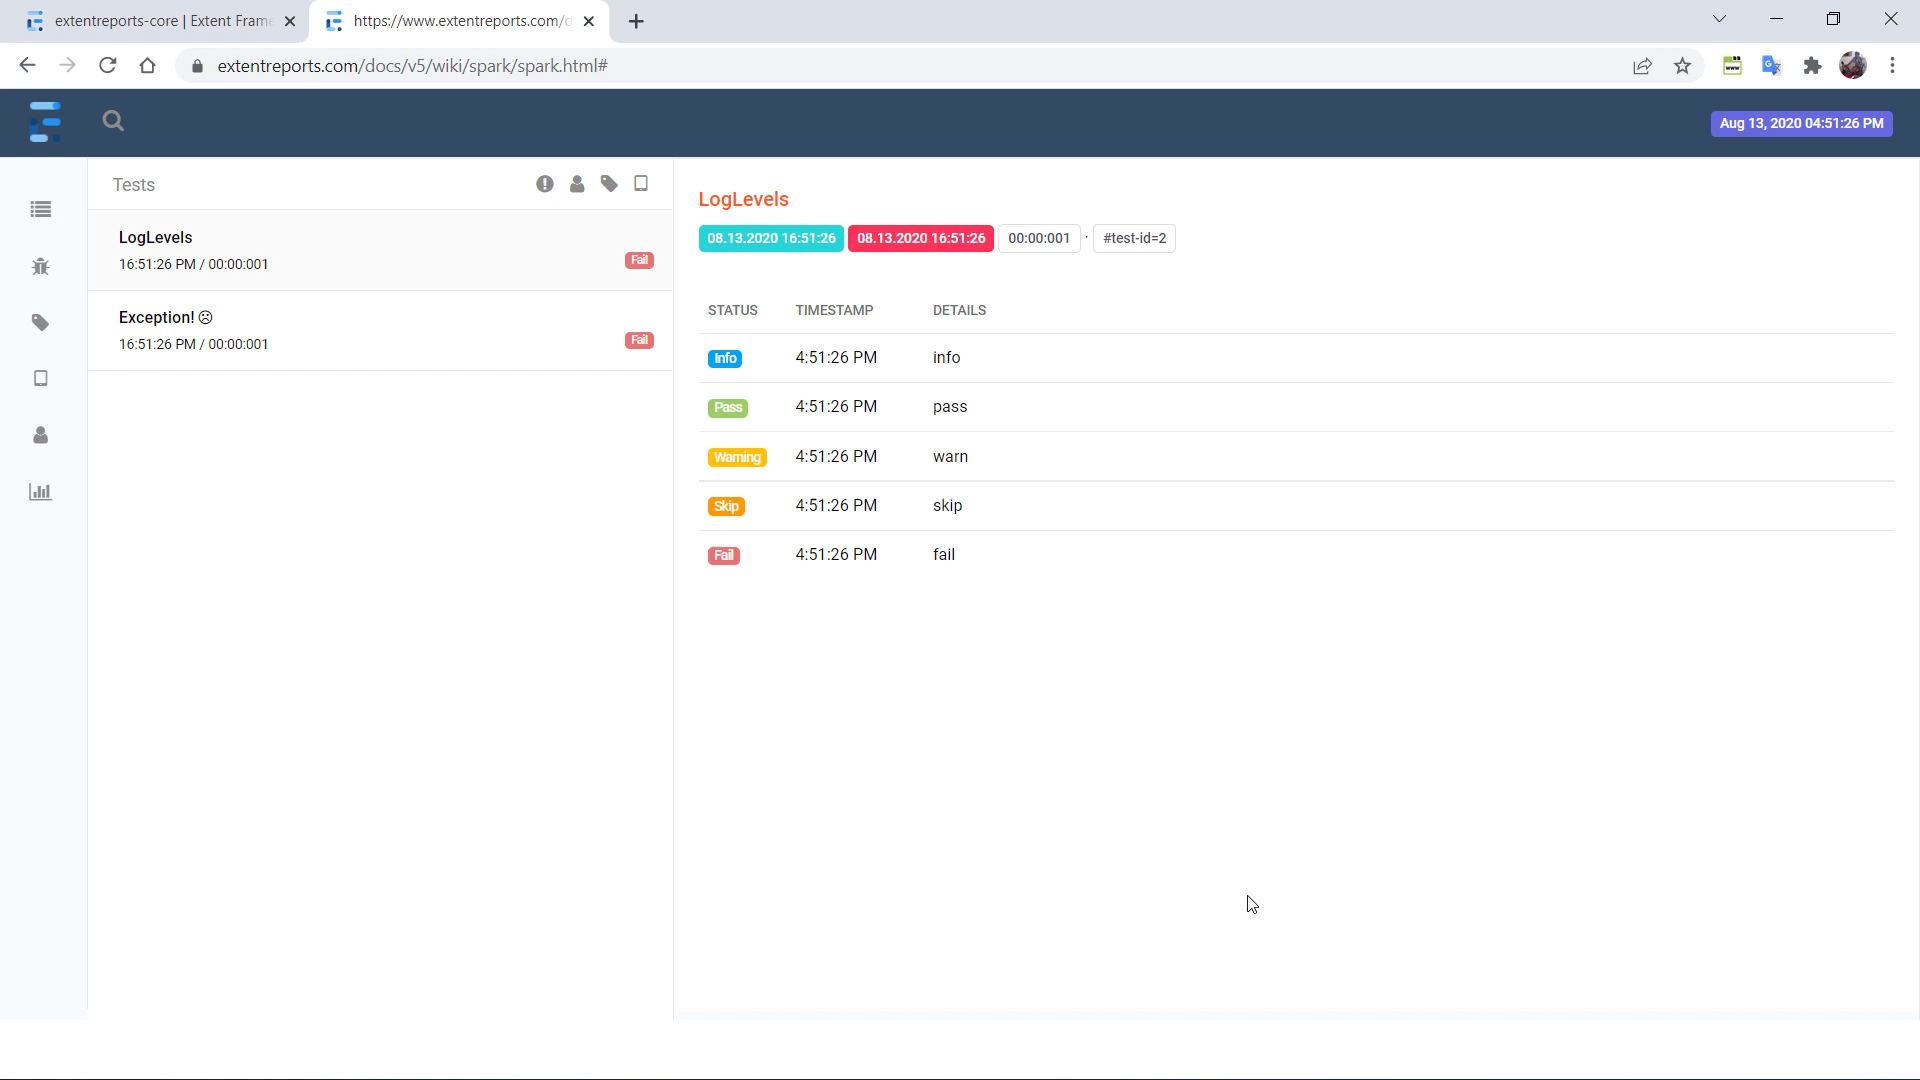 extentreports-core | Extent Frame
https://www.extentreports.com/d
extentreports.com/docs/v5/wiki/spark/spark.html#
Aug 13, 2020 04:51:26 PM
Tests
LogLevels
16:51:26 PM / 00:00:001
Fail
Exception! ☹
16:51:26 PM / 00:00:001
Fail
LogLevels
08.13.2020 16:51:26 08.13.2020 16:51:26 00:00:001 · #test-id=2
STATUS TIMESTAMP DETAILS
Info 4:51:26 PM info
Pass 4:51:26 PM pass
Warning 4:51:26 PM warn
Skip 4:51:26 PM skip
Fail 4:51:26 PM fail